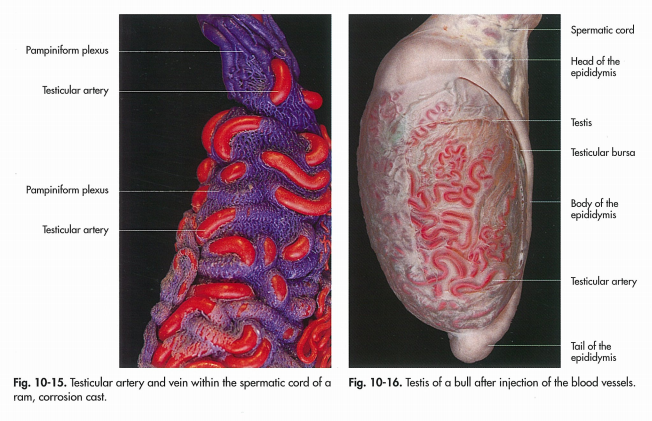 Pampiniform plexus
Testicular artery
Pampiniform plexus
Testicular artery
Fig. 10-15. Testicular artery and vein within the spermatic cord of a
ram, corrosion cast.
Spermatic cord
Head of the
epididymis
Testis
Testicular bursa
Body of the
epididymis
Testicular artery
Tail of the
epididymis
Fig. 10-16. Testis of a bull after injection of the blood vessels.